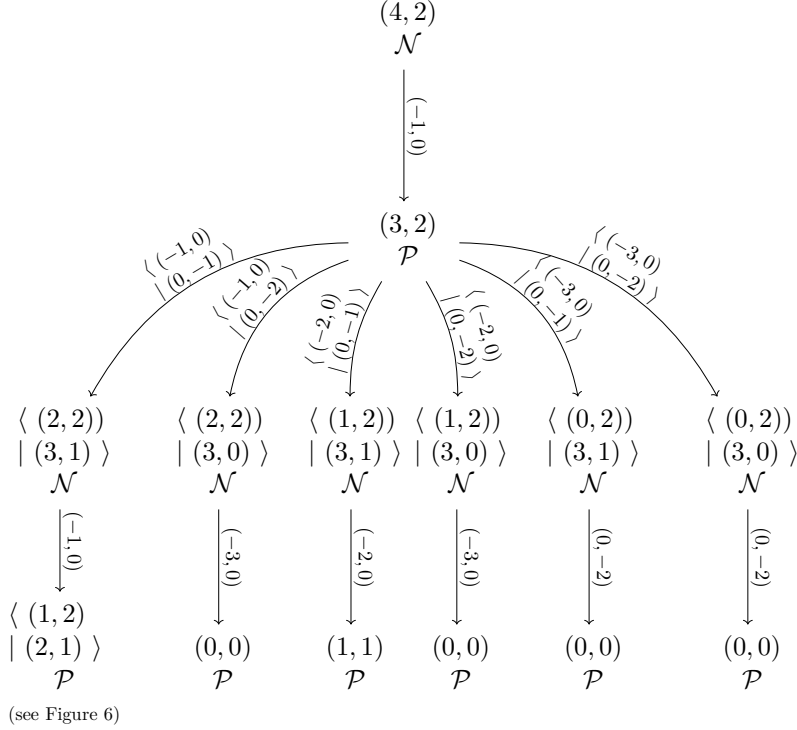 (4, 2)
𝒩
(−1, 0)
(3, 2)
𝒫
⟨ (−1, 0)
| (0, −1) ⟩
⟨ (−1, 0)
| (0, −2) ⟩
⟨ (−2, 0)
| (0, −1) ⟩
⟨ (−2, 0)
| (0, −2) ⟩
⟨ (−3, 0)
| (0, −1) ⟩
⟨ (−3, 0)
| (0, −2) ⟩
⟨ (2, 2))
| (3, 1) ⟩
𝒩
⟨ (2, 2))
| (3, 0) ⟩
𝒩
⟨ (1, 2))
| (3, 1) ⟩
𝒩
⟨ (1, 2))
| (3, 0) ⟩
𝒩
⟨ (0, 2))
| (3, 1) ⟩
𝒩
⟨ (0, 2))
| (3, 0) ⟩
𝒩
(−1, 0)
(−3, 0)
(−2, 0)
(−3, 0)
(0, −2)
(0, −2)
⟨ (1, 2)
| (2, 1) ⟩
𝒫
(0, 0)
𝒫
(1, 1)
𝒫
(0, 0)
𝒫
(0, 0)
𝒫
(0, 0)
𝒫
(see Figure 6)